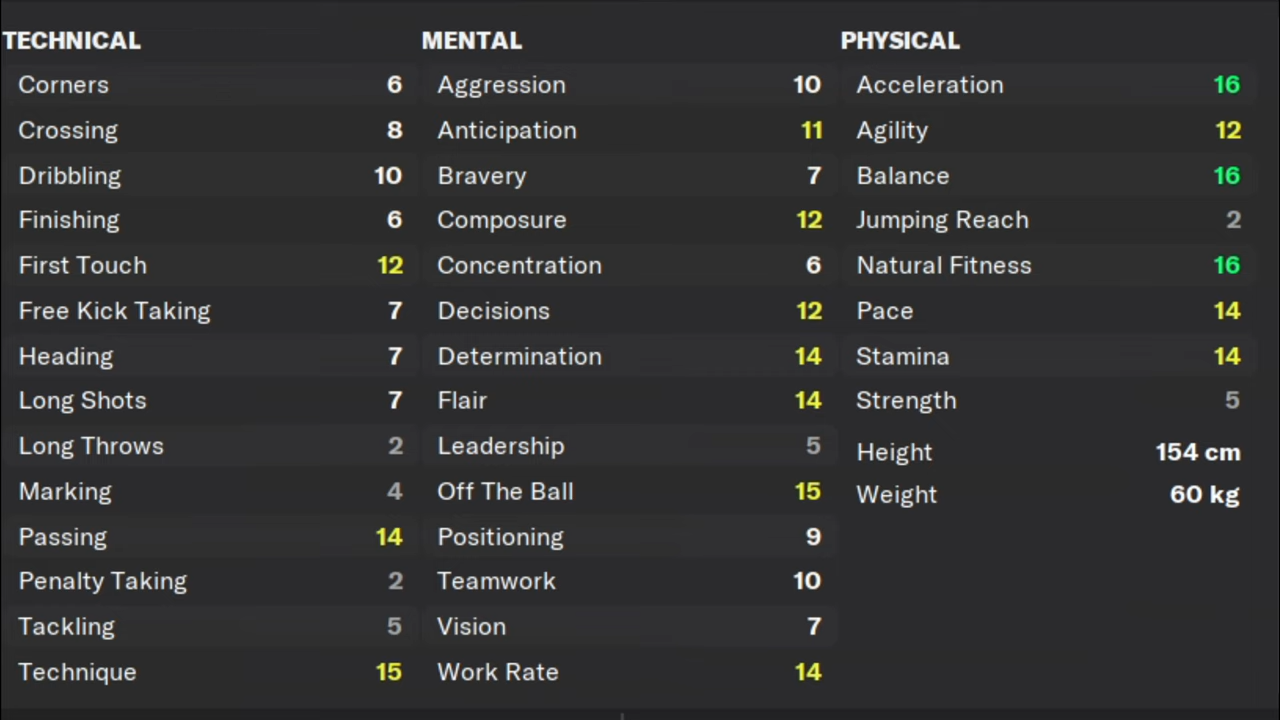 TECHNICAL
Corners 6
Crossing 8
Dribbling 10
Finishing 6
First Touch 12
Free Kick Taking 7
Heading 7
Long Shots 7
Long Throws 2
Marking 4
Passing 14
Penalty Taking 2
Tackling 5
Technique 15
MENTAL
Aggression 10
Anticipation 11
Bravery 7
Composure 12
Concentration 6
Decisions 12
Determination 14
Flair 14
Leadership 5
Off The Ball 15
Positioning 9
Teamwork 10
Vision 7
Work Rate 14
PHYSICAL
Acceleration 16
Agility 12
Balance 16
Jumping Reach 2
Natural Fitness 16
Pace 14
Stamina 14
Strength 5
Height 154 cm
Weight 60 kg